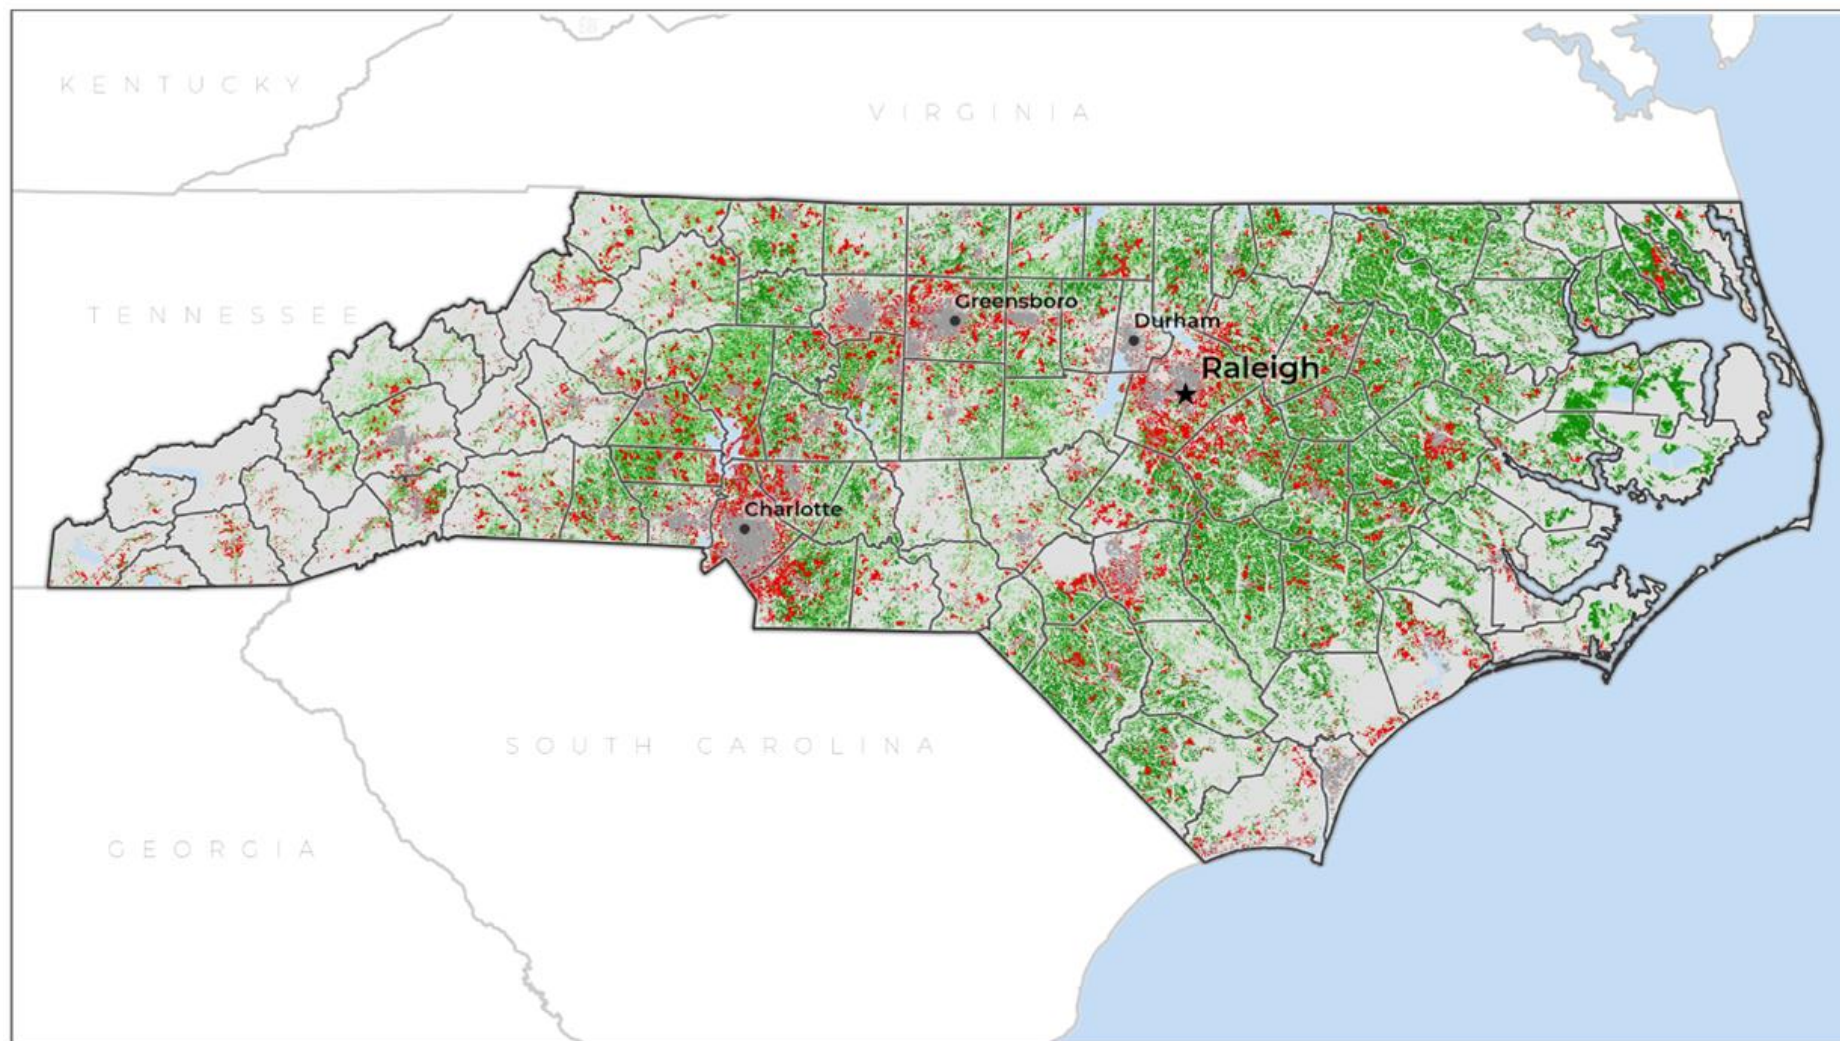 KENTUCKY
VIRGINIA
TENNESSEE
Greensboro
Durham
Raleigh
Charlotte
SOUTH CAROLINA
GEORGIA